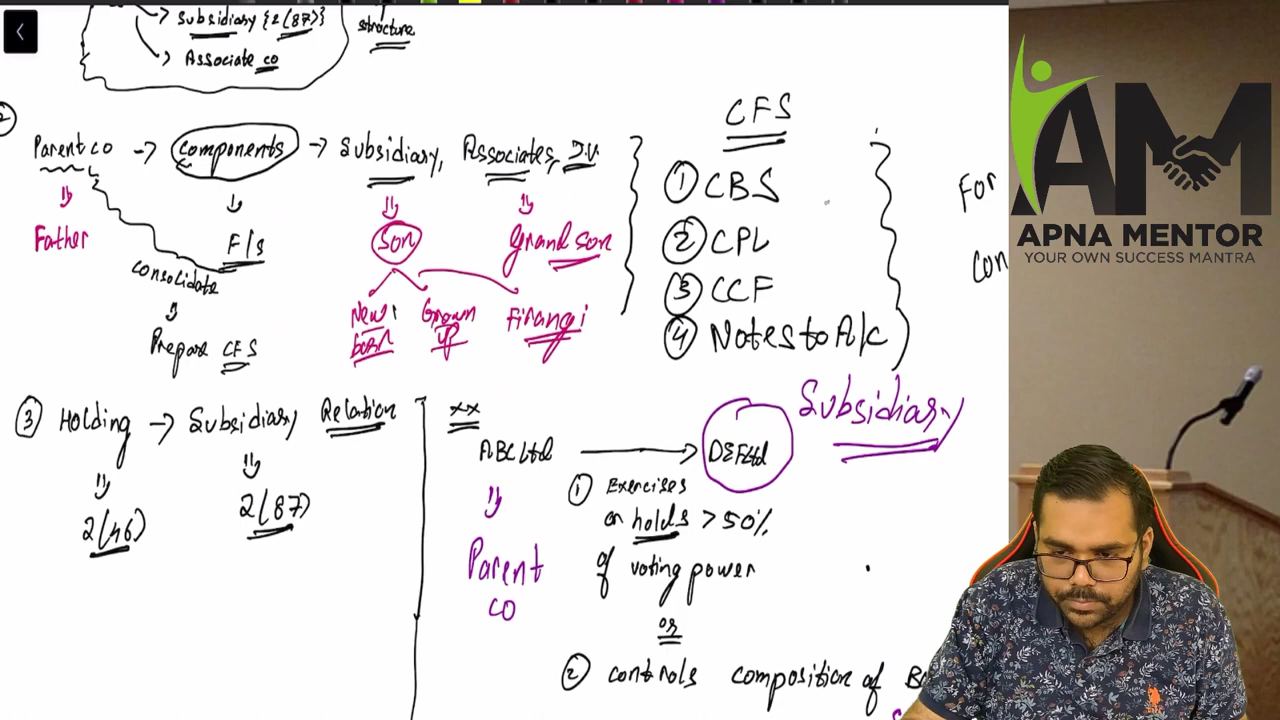 Subsidiary {2(87)}
structure
Associate co
Parent co → components → Subsidiary, Associates, J.V
Father
F/s
Son
Grand son
consolidate
New born
Grown up
Firangi
Prepare CFS
CFS
① CBS
② CPL
③ CCF
④ Notes to A/c
For
Con
③ Holding → Subsidiary Relation
2(46)
2(87)
xx
ABC Ltd → DEF Ltd
Subsidiary
Parent co
① Exercises
or holds > 50%
of voting power
or
② controls composition of
AM
APNA MENTOR
YOUR OWN SUCCESS MANTRA